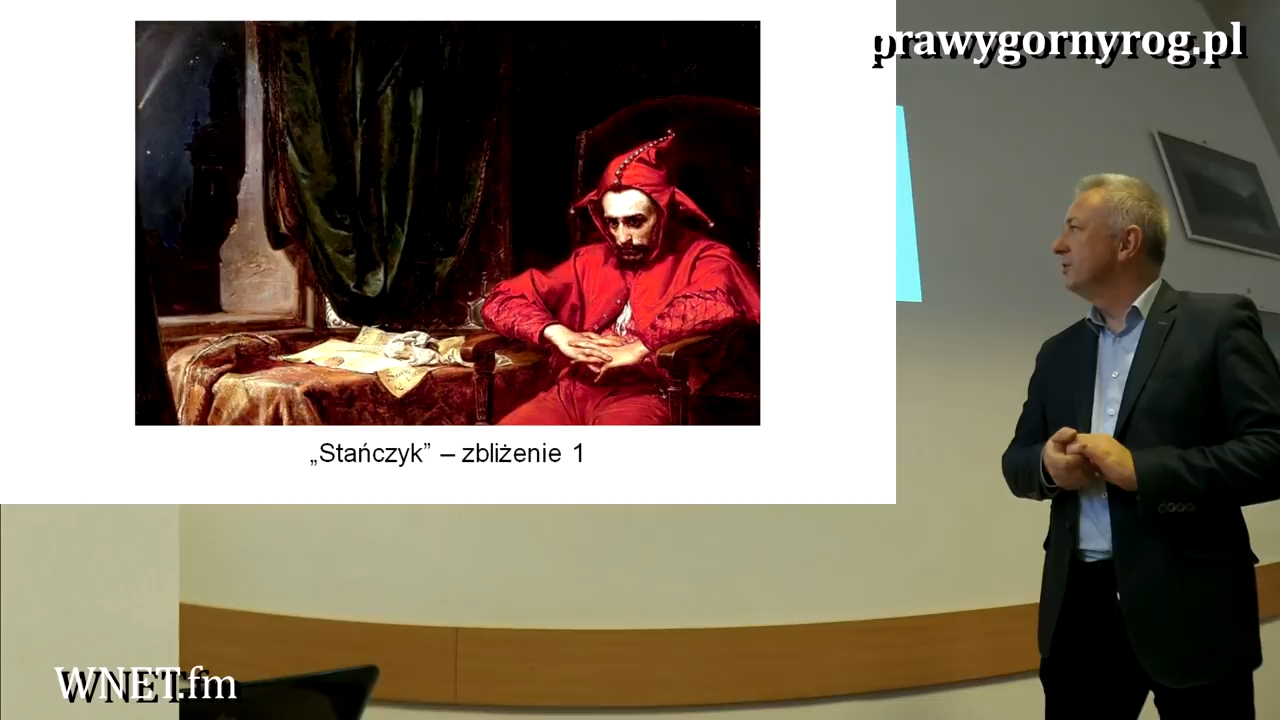 prawygornyrog.pl
„Stańczyk” – zbliżenie 1
WNET.fm